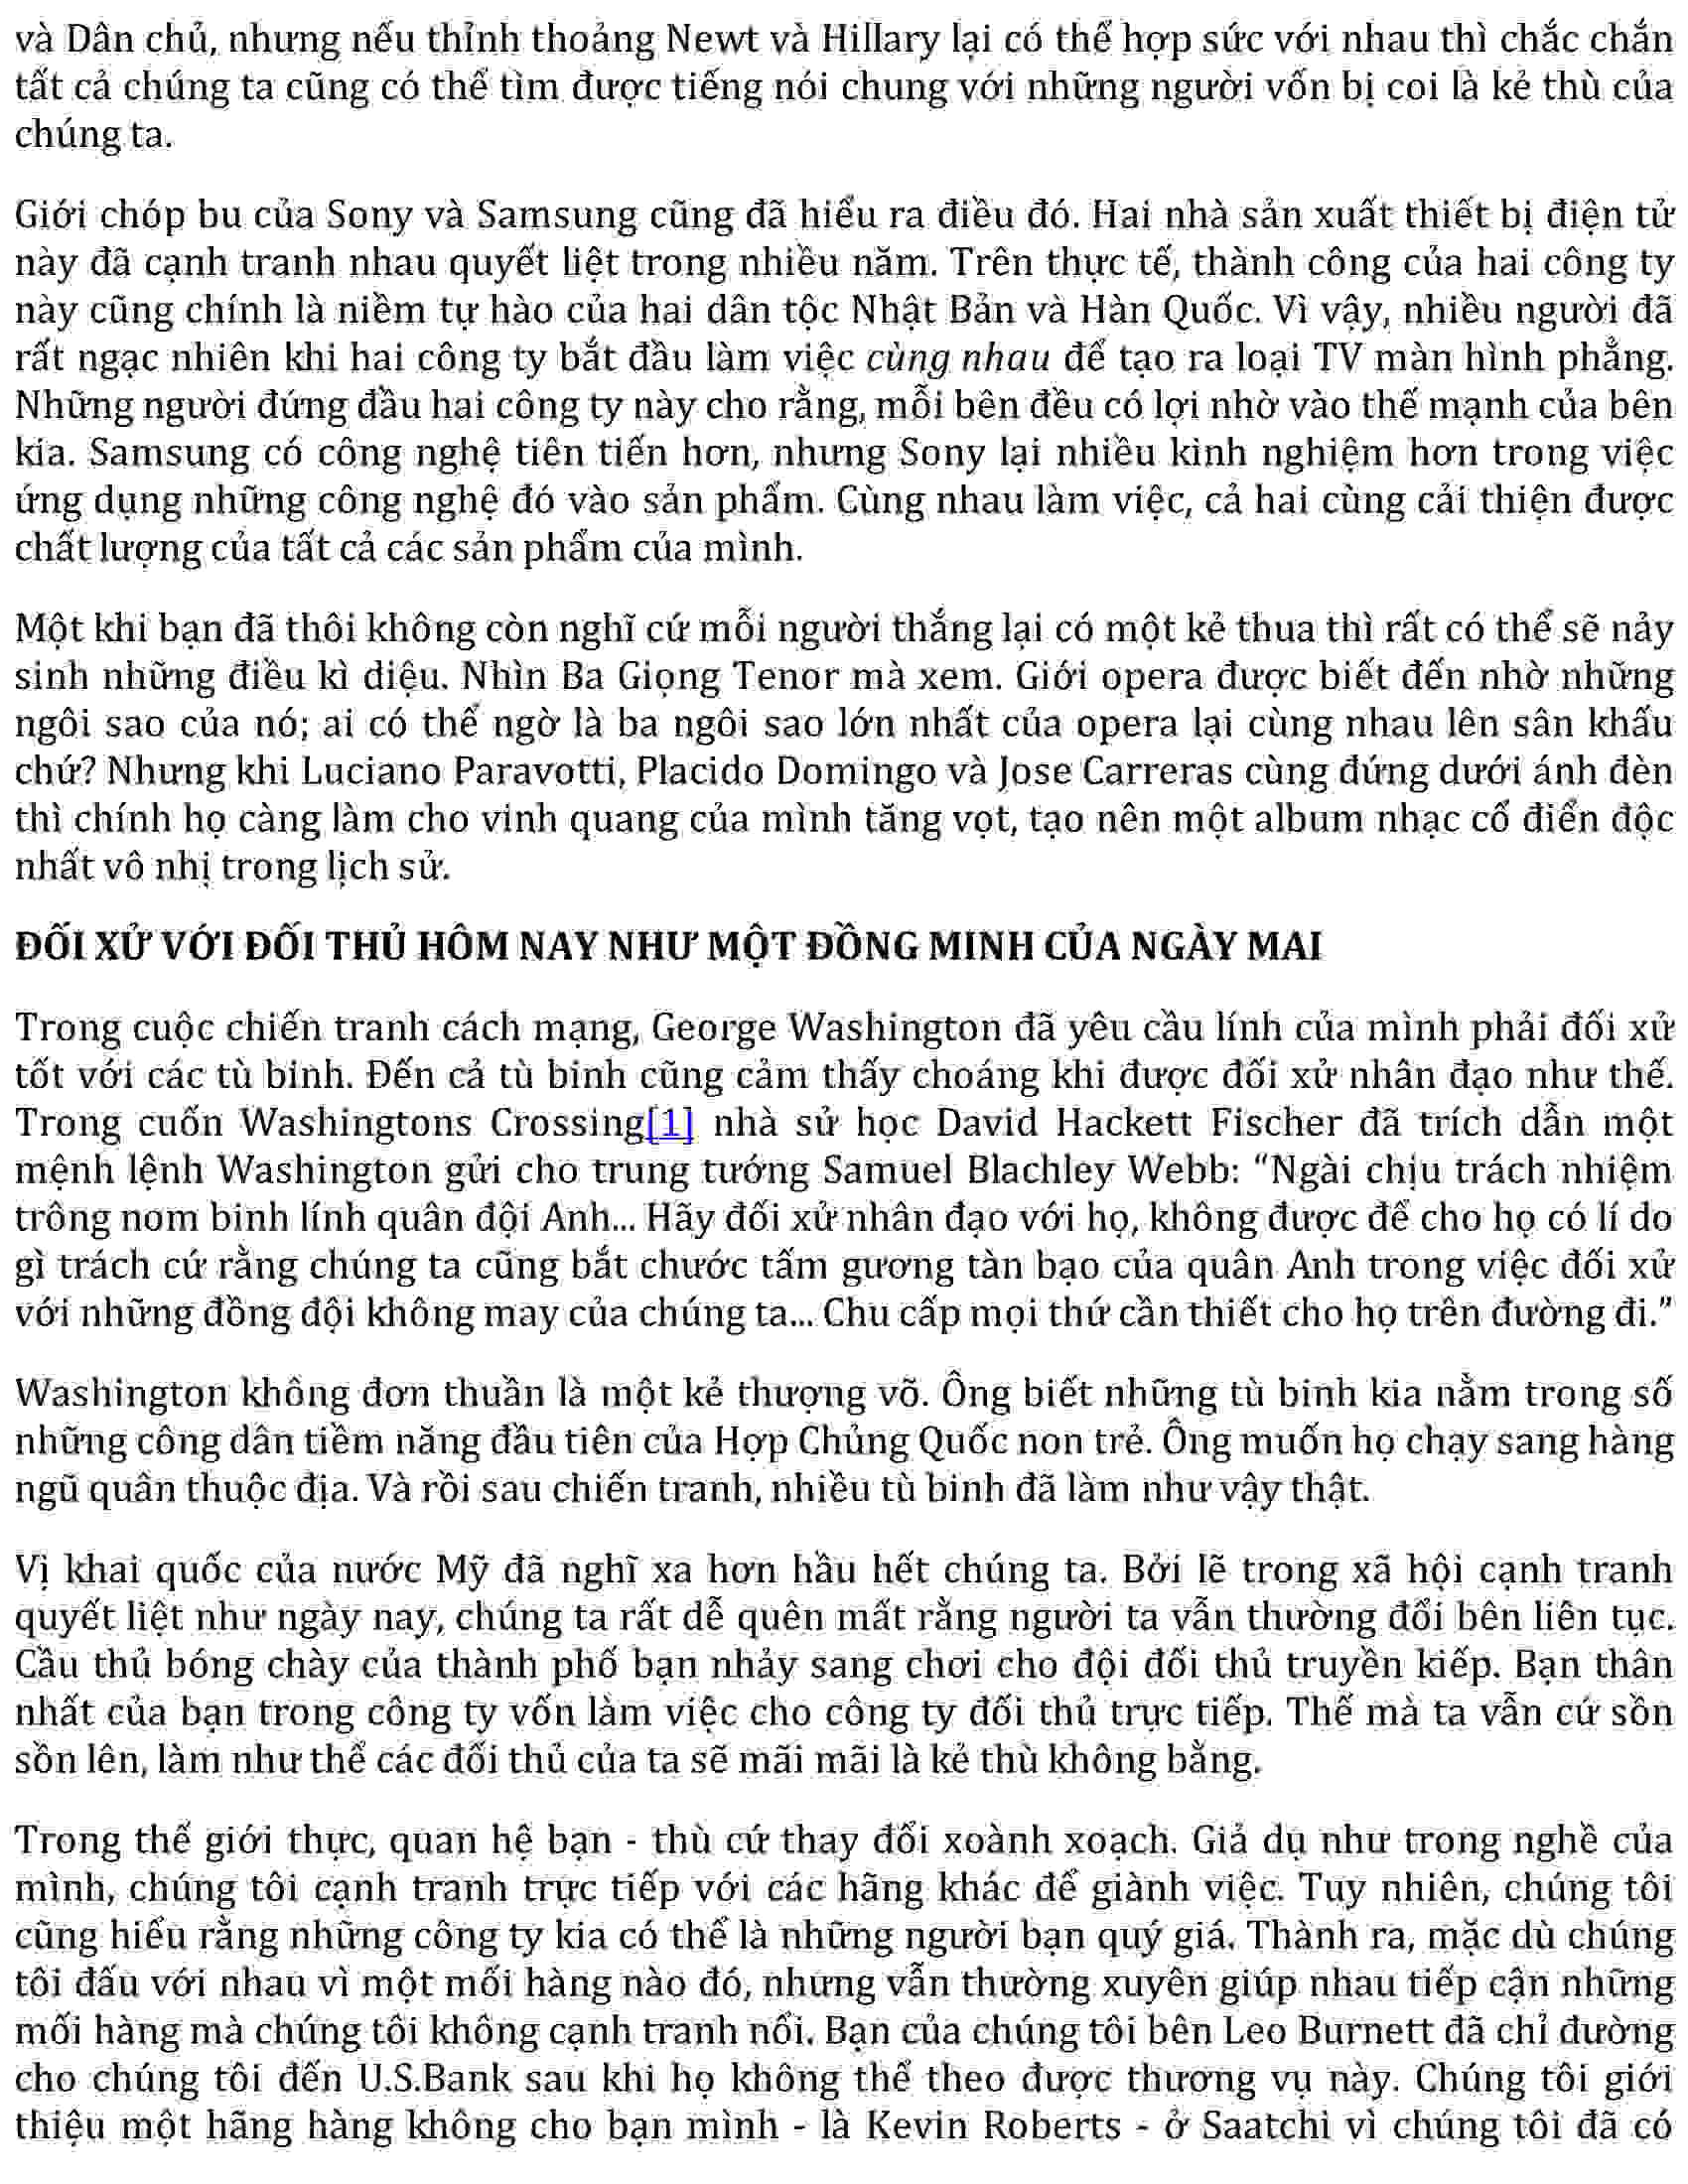 và Dân chủ, nhưng nếu thỉnh thoảng Newt và Hillary lại có thể hợp sức với nhau thì chắc chắn
tất cả chúng ta cũng có thể tìm được tiếng nói chung với những người vốn bị coi là kẻ thù của
chúng ta.
Giới chóp bu của Sony và Samsung cũng đã hiểu ra điều đó. Hai nhà sản xuất thiết bị điện tử
này đã cạnh tranh nhau quyết liệt trong nhiều năm. Trên thực tế, thành công của hai công ty
này cũng chính là niềm tự hào của hai dân tộc Nhật Bản và Hàn Quốc. Vì vậy, nhiều người đã
rất ngạc nhiên khi hai công ty bắt đầu làm việc cùng nhau để tạo ra loại TV màn hình phẳng.
Những người đứng đầu hai công ty này cho rằng, mỗi bên đều có lợi nhờ vào thế mạnh của bên
kia. Samsung có công nghệ tiên tiến hơn, nhưng Sony lại nhiều kinh nghiệm hơn trong việc
ứng dụng những công nghệ đó vào sản phẩm. Cùng nhau làm việc, cả hai cùng cải thiện được
chất lượng của tất cả các sản phẩm của mình.
Một khi bạn đã thôi không còn nghĩ cứ mỗi người thắng lại có một kẻ thua thì rất có thể sẽ nảy
sinh những điều kì diệu. Nhìn Ba Giọng Tenor mà xem. Giới opera được biết đến nhờ những
ngôi sao của nó; ai có thể ngờ là ba ngôi sao lớn nhất của opera lại cùng nhau lên sân khấu
chứ? Nhưng khi Luciano Paravotti, Placido Domingo và Jose Carreras cùng đứng dưới ánh đèn
thì chính họ càng làm cho vinh quang của mình tăng vọt, tạo nên một album nhạc cổ điển độc
nhất vô nhị trong lịch sử.
ĐỐI XỬ VỚI ĐỐI THỦ HÔM NAY NHƯ MỘT ĐỒNG MINH CỦA NGÀY MAI
Trong cuộc chiến tranh cách mạng, George Washington đã yêu cầu lính của mình phải đối xử
tốt với các tù binh. Đến cả tù binh cũng cảm thấy choáng khi được đối xử nhân đạo như thế.
Trong cuốn Washingtons Crossing[1] nhà sử học David Hackett Fischer đã trích dẫn một
mệnh lệnh Washington gửi cho trung tướng Samuel Blachley Webb: “Ngài chịu trách nhiệm
trông nom binh lính quân đội Anh... Hãy đối xử nhân đạo với họ, không được để cho họ có lí do
gì trách cứ rằng chúng ta cũng bắt chước tấm gương tàn bạo của quân Anh trong việc đối xử
với những đồng đội không may của chúng ta... Chu cấp mọi thứ cần thiết cho họ trên đường đi.”
Washington không đơn thuần là một kẻ thượng võ. Ông biết những tù binh kia nằm trong số
những công dân tiềm năng đầu tiên của Hợp Chủng Quốc non trẻ. Ông muốn họ chạy sang hàng
ngũ quân thuộc địa. Và rồi sau chiến tranh, nhiều tù binh đã làm như vậy thật.
Vị khai quốc của nước Mỹ đã nghĩ xa hơn hầu hết chúng ta. Bởi lẽ trong xã hội cạnh tranh
quyết liệt như ngày nay, chúng ta rất dễ quên mất rằng người ta vẫn thường đổi bên liên tục.
Cầu thủ bóng chày của thành phố bạn nhảy sang chơi cho đội đối thủ truyền kiếp. Bạn thân
nhất của bạn trong công ty vốn làm việc cho công ty đối thủ trực tiếp. Thế mà ta vẫn cứ sồn
sồn lên, làm như thể các đối thủ của ta sẽ mãi mãi là kẻ thù không bằng.
Trong thế giới thực, quan hệ bạn - thù cứ thay đổi xoành xoạch. Giả dụ như trong nghề của
mình, chúng tôi cạnh tranh trực tiếp với các hãng khác để giành việc. Tuy nhiên, chúng tôi
cũng hiểu rằng những công ty kia có thể là những người bạn quý giá. Thành ra, mặc dù chúng
tôi đấu với nhau vì một mối hàng nào đó, nhưng vẫn thường xuyên giúp nhau tiếp cận những
mối hàng mà chúng tôi không cạnh tranh nổi. Bạn của chúng tôi bên Leo Burnett đã chỉ đường
cho chúng tôi đến U.S.Bank sau khi họ không thể theo được thương vụ này. Chúng tôi giới
thiệu một hãng hàng không cho bạn mình - là Kevin Roberts - ở Saatchi vì chúng tôi đã có